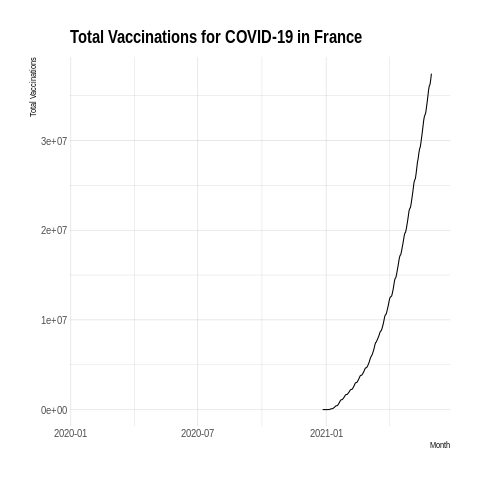 Total Vaccinations for COVID-19 in France
Total Vaccinations
3e+07
2e+07
1e+07
0e+00
2020-01 2020-07 2021-01
Month